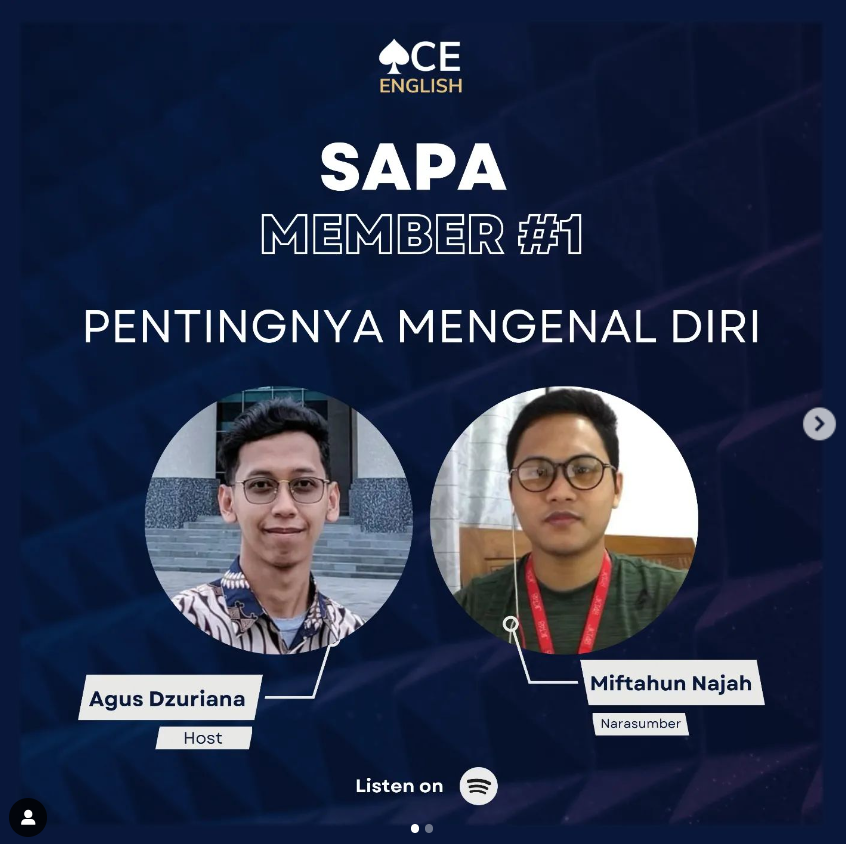 ACE
ENGLISH
SAPA
MEMBER #1
PENTINGNYA MENGENAL DIRI
Agus Dzuriana
Host
Miftahun Najah
Narasumber
Listen on